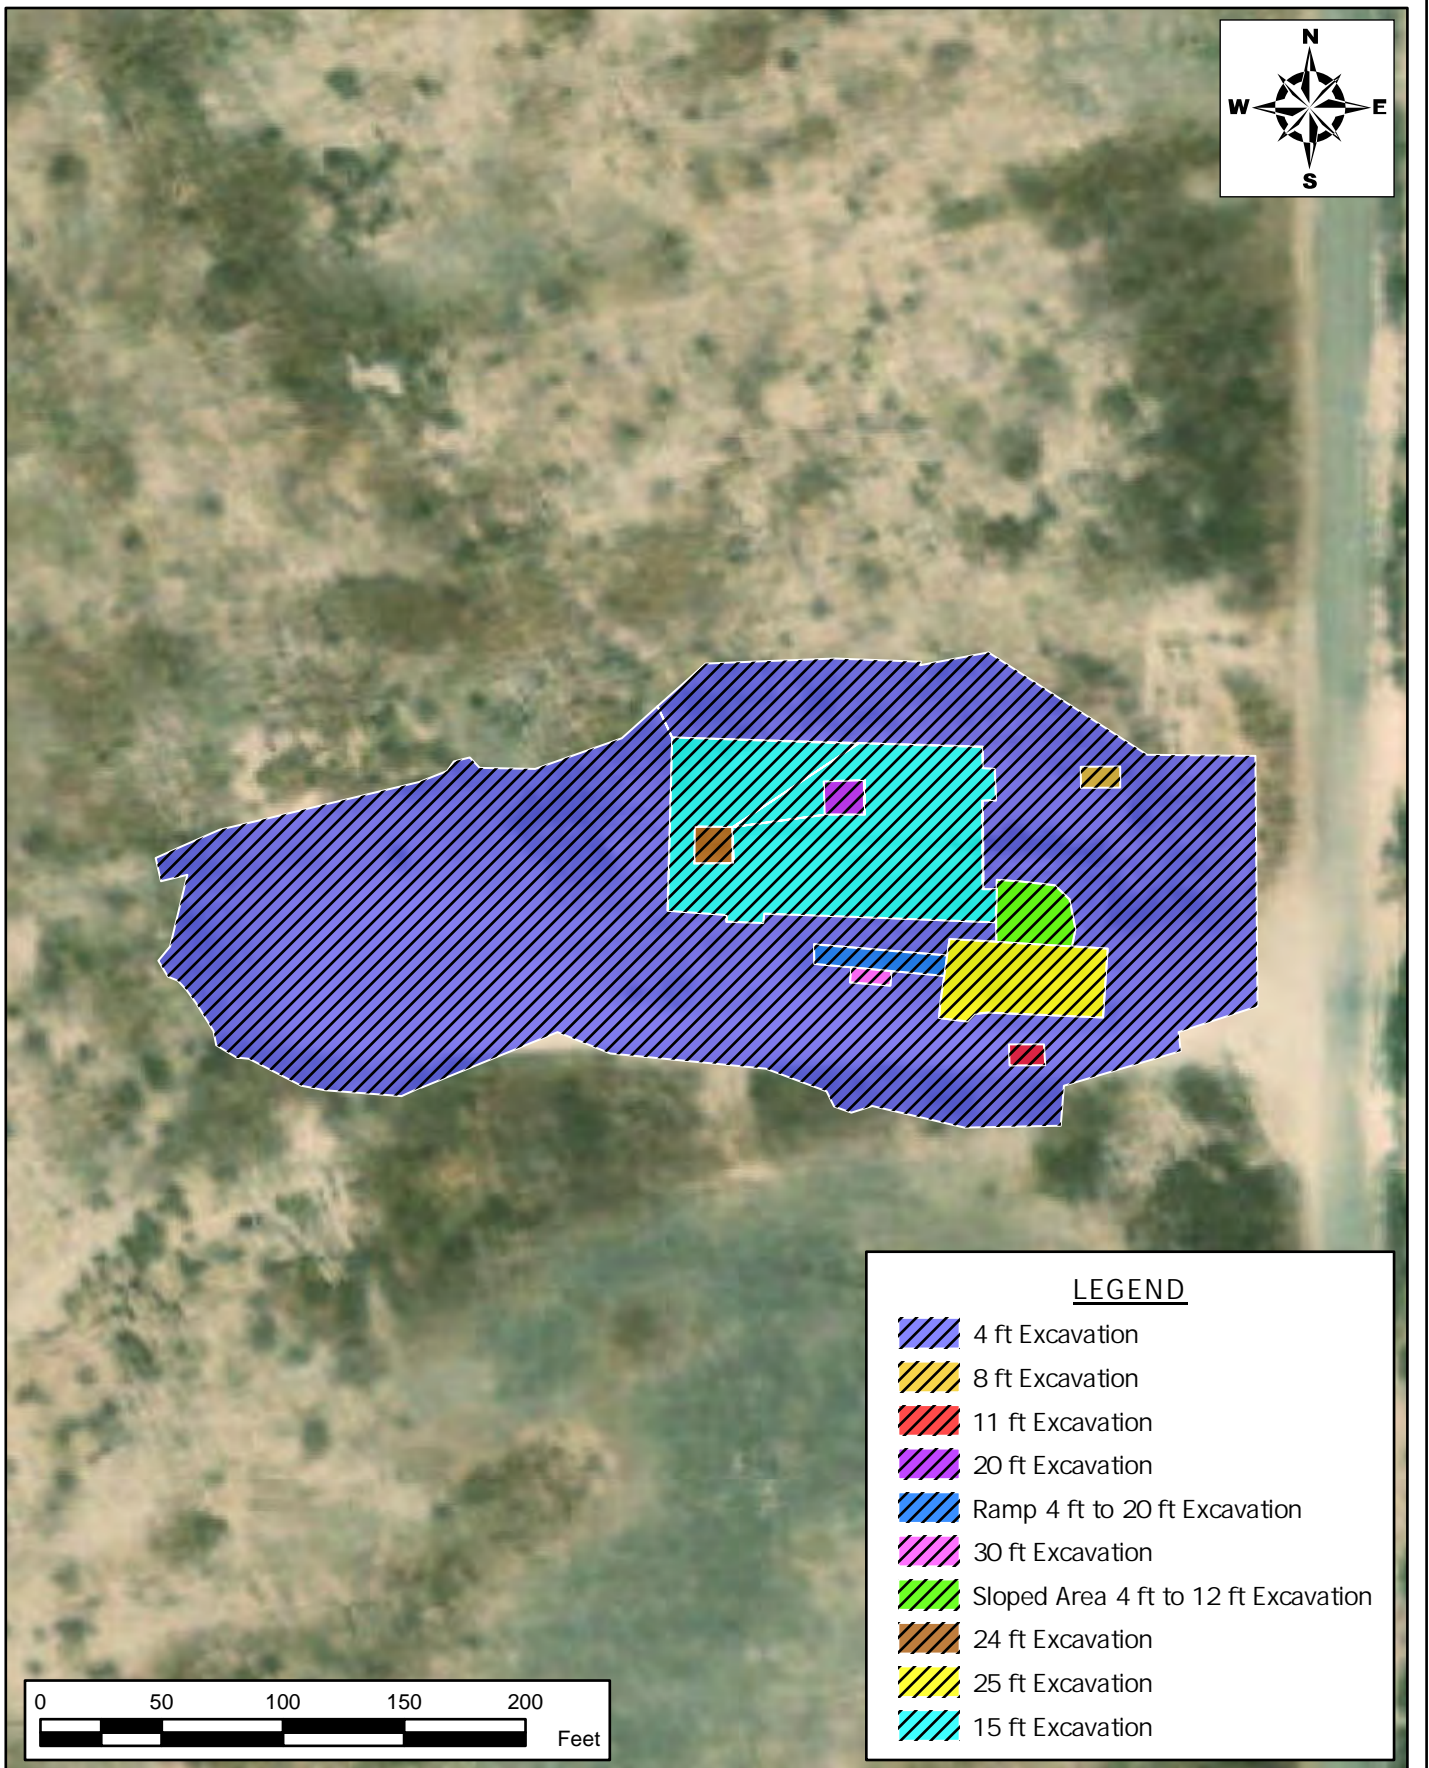 N
W E
S
LEGEND
4 ft Excavation
8 ft Excavation
11 ft Excavation
20 ft Excavation
Ramp 4 ft to 20 ft Excavation
30 ft Excavation
Sloped Area 4 ft to 12 ft Excavation
24 ft Excavation
25 ft Excavation
15 ft Excavation
0 50 100 150 200
Feet